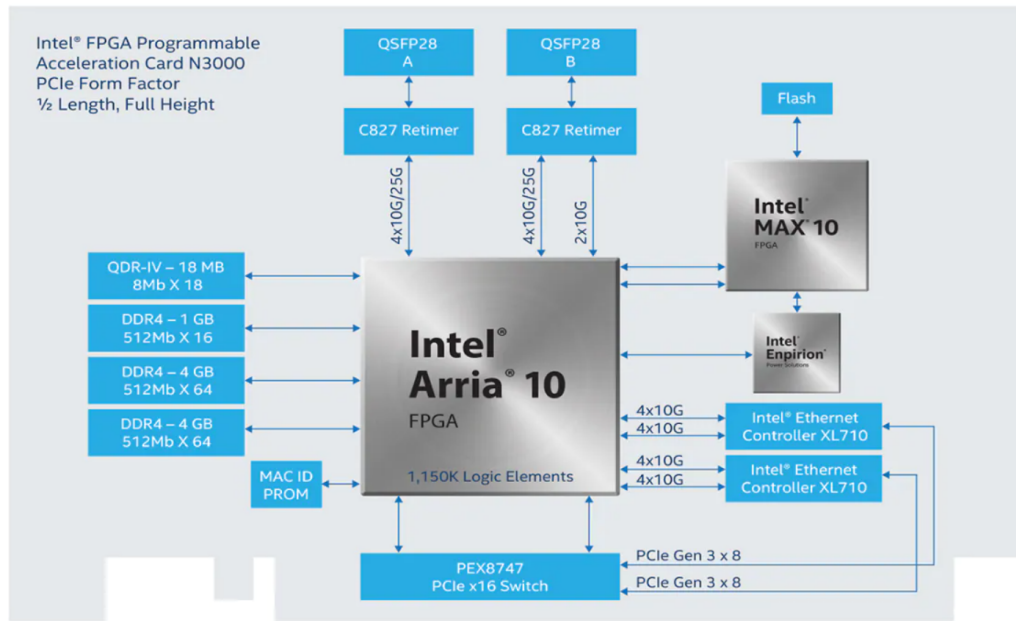 Intel® FPGA Programmable
Acceleration Card N3000
PCIe Form Factor
½ Length, Full Height
QSFP28
A
QSFP28
B
C827 Retimer
C827 Retimer
Flash
4x10G/25G
4x10G/25G
2x10G
Intel®
MAX® 10
FPGA
QDR-IV – 18 MB
8Mb X 18
DDR4 – 1 GB
512Mb X 16
DDR4 – 4 GB
512Mb X 64
DDR4 – 4 GB
512Mb X 64
MAC ID
PROM
Intel®
Arria® 10
FPGA
1,150K Logic Elements
Intel®
Enpirion®
Power Solutions
4x10G
4x10G
Intel® Ethernet
Controller XL710
4x10G
4x10G
Intel® Ethernet
Controller XL710
PEX8747
PCIe x16 Switch
PCIe Gen 3 x 8
PCIe Gen 3 x 8